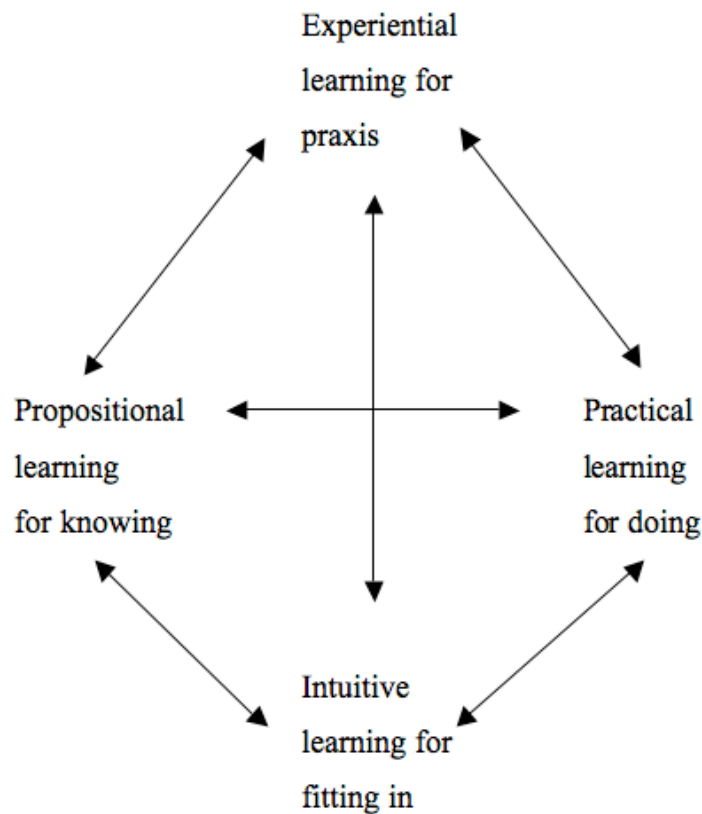 Experiential
learning for
praxis
Propositional
learning
for knowing
Practical
learning
for doing
Intuitive
learning for
fitting in